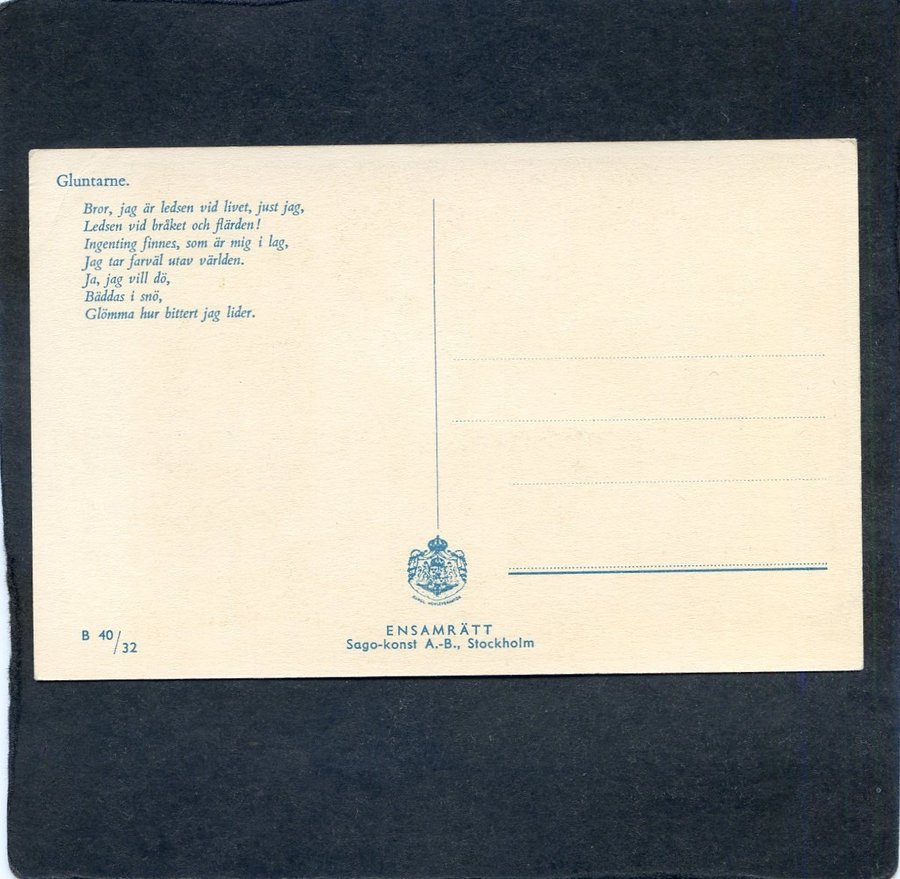 Gluntarne.
Bror, jag är ledsen vid livet, just jag,
Ledsen vid bråket och flärden!
Ingenting finnes, som är mig i lag,
Jag tar farväl utav världen.
Ja, jag vill dö,
Bäddas i snö,
Glömma hur bittert jag lider.
B 40/32
ENSAMRÄTT
Sago-konst A.-B., Stockholm